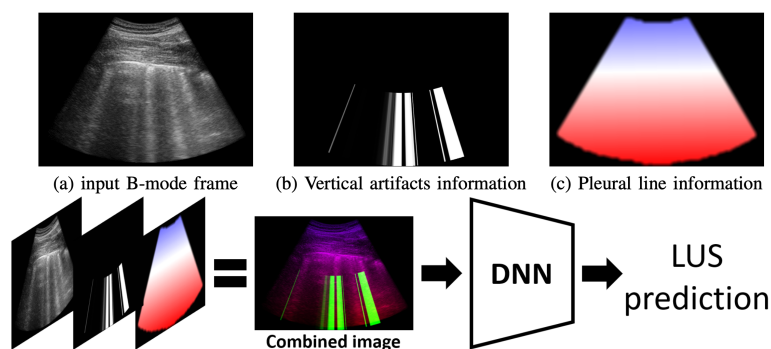 (a) input B-mode frame
(b) Vertical artifacts information
(c) Pleural line information
=
Combined image
DNN
LUS
prediction